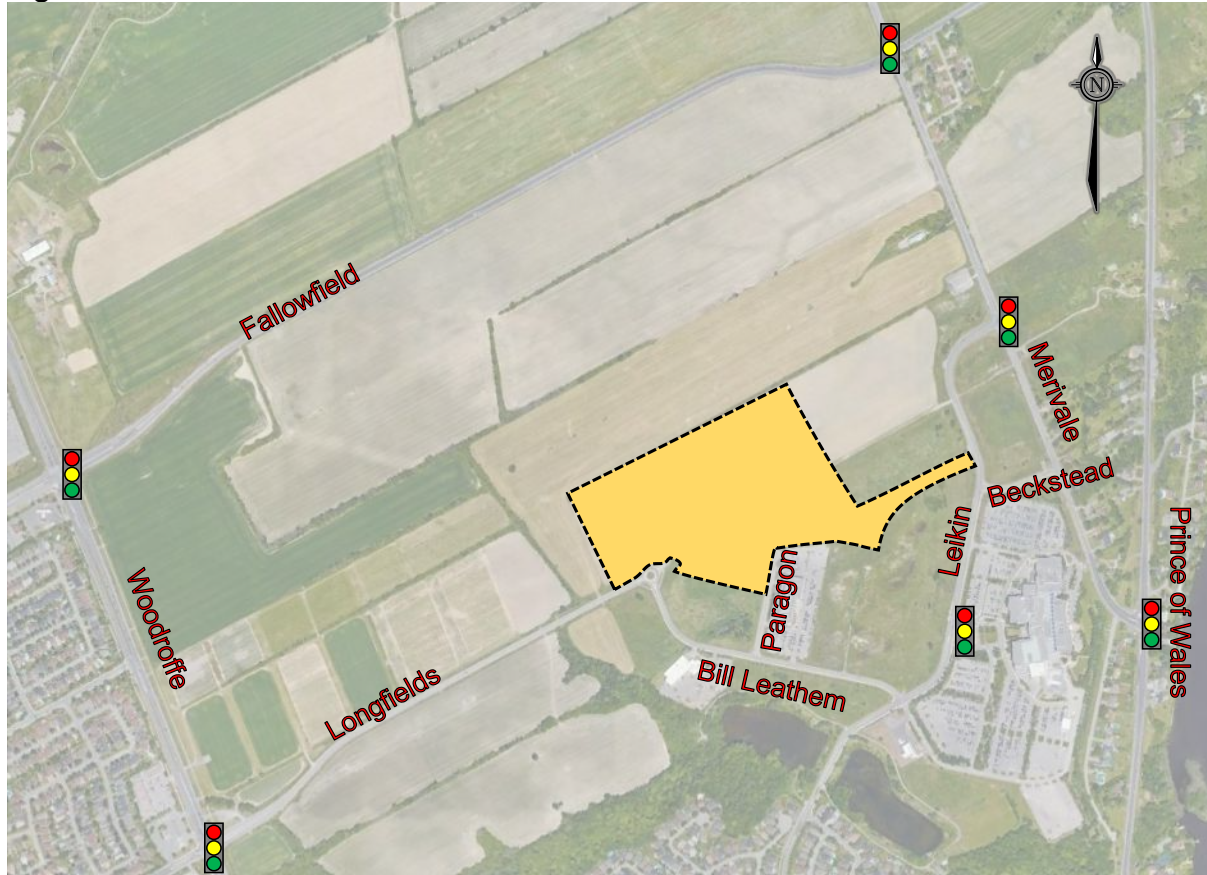 N
Fallowfield
Merivale
Beckstead
Prince of Wales
Leikin
Paragon
Woodroffe
Bill Leathem
Longfields